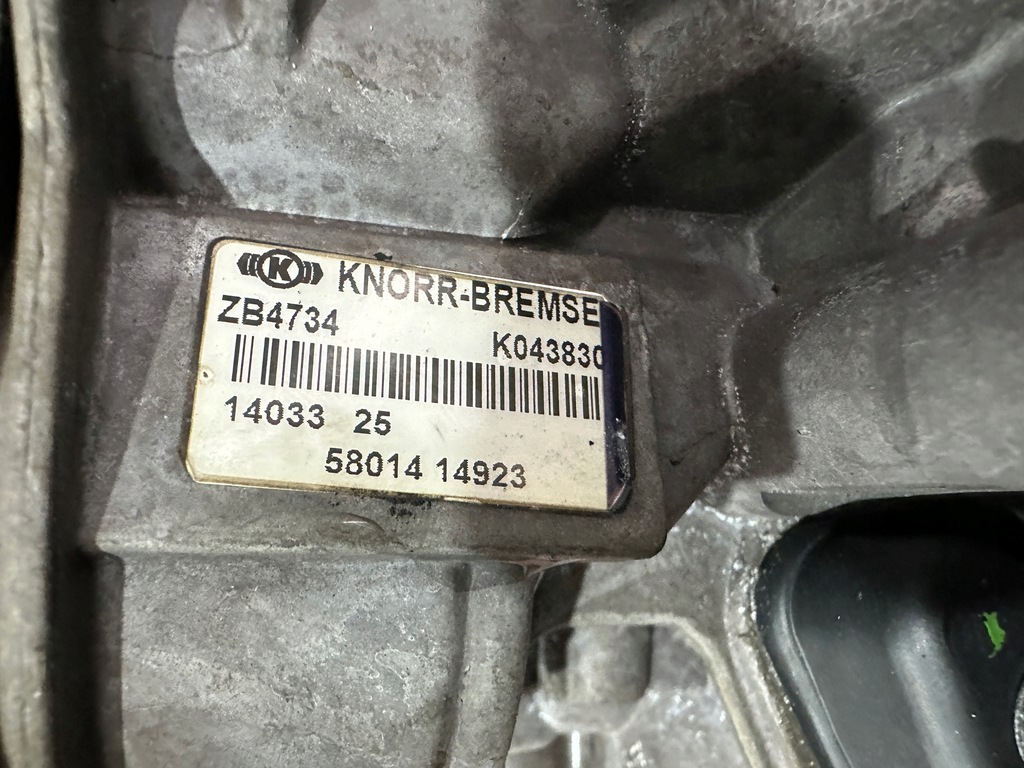 K KNORR-BREMSE
ZB4734
K043830
14033 25
58014 14923